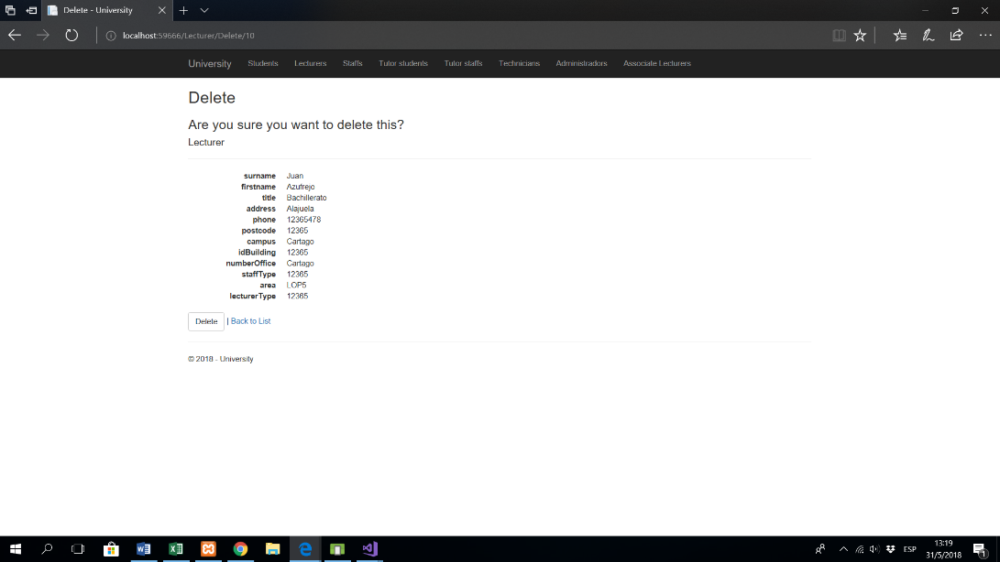 Delete - University
localhost:59666/Lecturer/Delete/10
University Students Lecturers Staffs Tutor students Tutor staffs Technicians Administradors Associate Lecturers
Delete
Are you sure you want to delete this?
Lecturer
surname Juan
firstname Azufrejo
title Bachillerato
address Alajuela
phone 12365478
postcode 12365
campus Cartago
idBuilding 12365
numberOffice Cartago
staffType 12365
area LOP5
lecturerType 12365
Delete | Back to List
© 2018 - University
ESP
13:19
31/5/2018
1